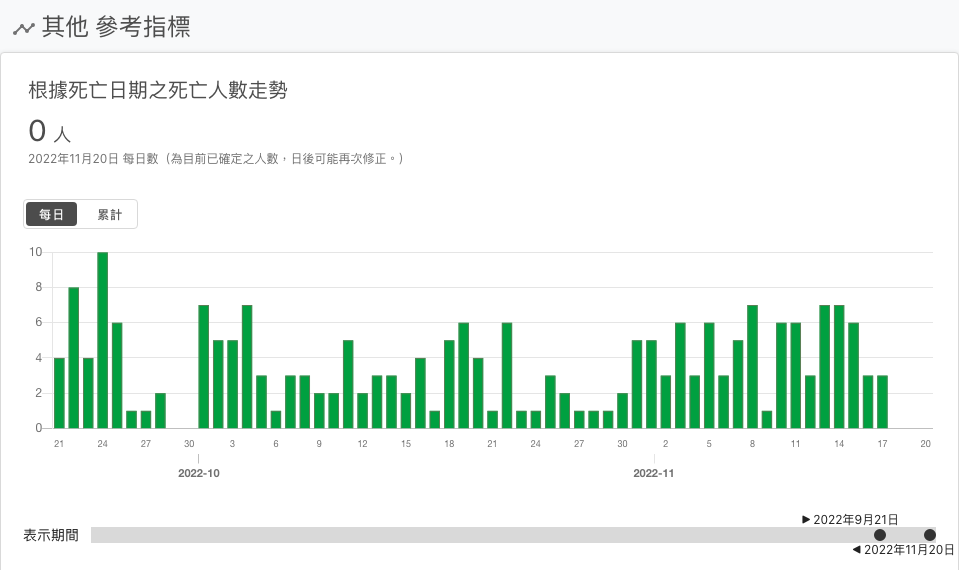 其他 參考指標
根據死亡日期之死亡人數走勢
0 人
2022年11月20日 每日數（為目前已確定之人數，日後可能再次修正。）
每日 累計
10
8
6
4
2
0
21 24 27 30 3 6 9 12 15 18 21 24 27 30 2 5 8 11 14 17 20
2022-10 2022-11
▶ 2022年9月21日
表示期間
◀ 2022年11月20日